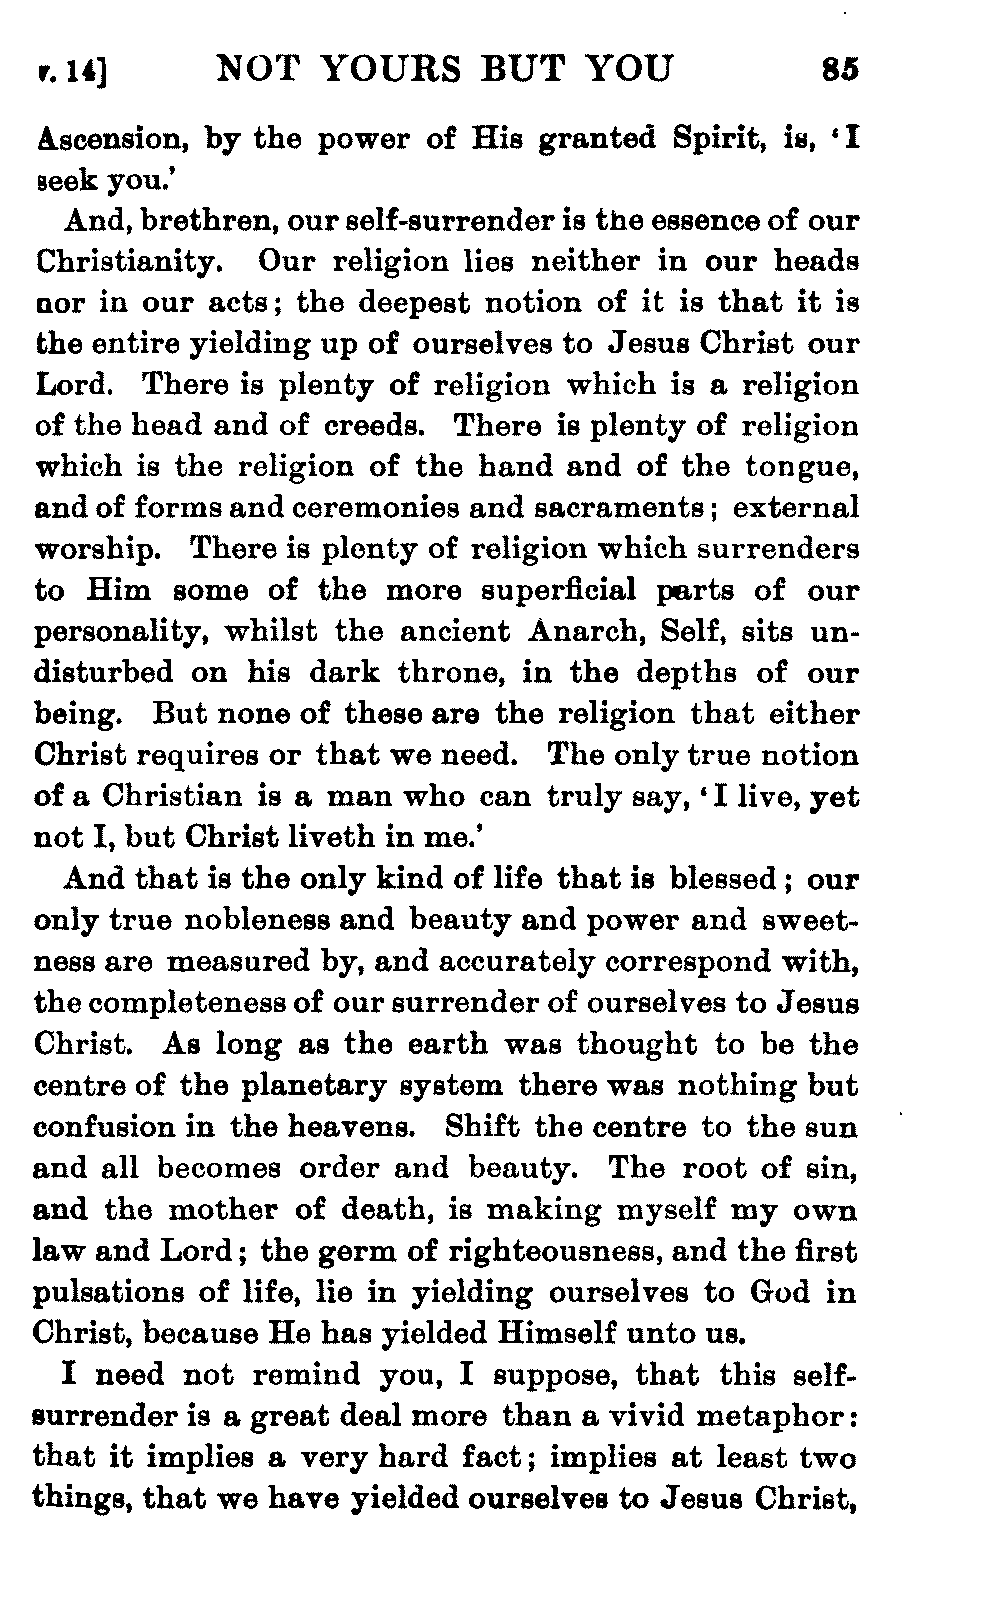 v. 14] NOT YOURS BUT YOU 85
Ascension, by the power of His granted Spirit, is, ‘I
seek you.’
And, brethren, our self-surrender is the essence of our
Christianity. Our religion lies neither in our heads
nor in our acts; the deepest notion of it is that it is
the entire yielding up of ourselves to Jesus Christ our
Lord. There is plenty of religion which is a religion
of the head and of creeds. There is plenty of religion
which is the religion of the hand and of the tongue,
and of forms and ceremonies and sacraments; external
worship. There is plenty of religion which surrenders
to Him some of the more superficial parts of our
personality, whilst the ancient Anarch, Self, sits un-
disturbed on his dark throne, in the depths of our
being. But none of these are the religion that either
Christ requires or that we need. The only true notion
of a Christian is a man who can truly say, ‘I live, yet
not I, but Christ liveth in me.’
And that is the only kind of life that is blessed; our
only true nobleness and beauty and power and sweet-
ness are measured by, and accurately correspond with,
the completeness of our surrender of ourselves to Jesus
Christ. As long as the earth was thought to be the
centre of the planetary system there was nothing but
confusion in the heavens. Shift the centre to the sun
and all becomes order and beauty. The root of sin,
and the mother of death, is making myself my own
law and Lord; the germ of righteousness, and the first
pulsations of life, lie in yielding ourselves to God in
Christ, because He has yielded Himself unto us.
I need not remind you, I suppose, that this self-
surrender is a great deal more than a vivid metaphor:
that it implies a very hard fact; implies at least two
things, that we have yielded ourselves to Jesus Christ,